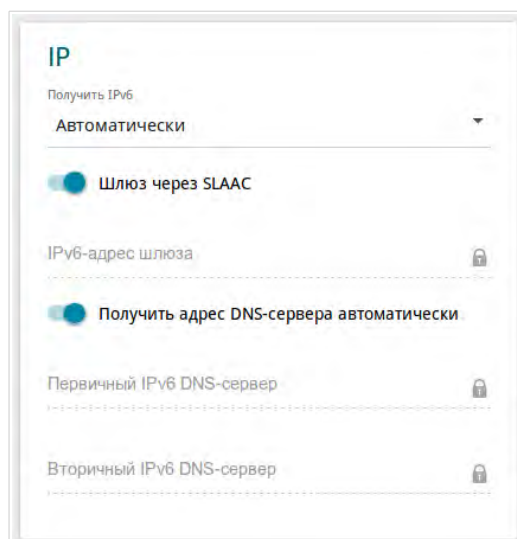 IP
Получить IPv6
Автоматически
Шлюз через SLAAC
IPv6-адрес шлюза
Получить адрес DNS-сервера автоматически
Первичный IPv6 DNS-сервер
Вторичный IPv6 DNS-сервер